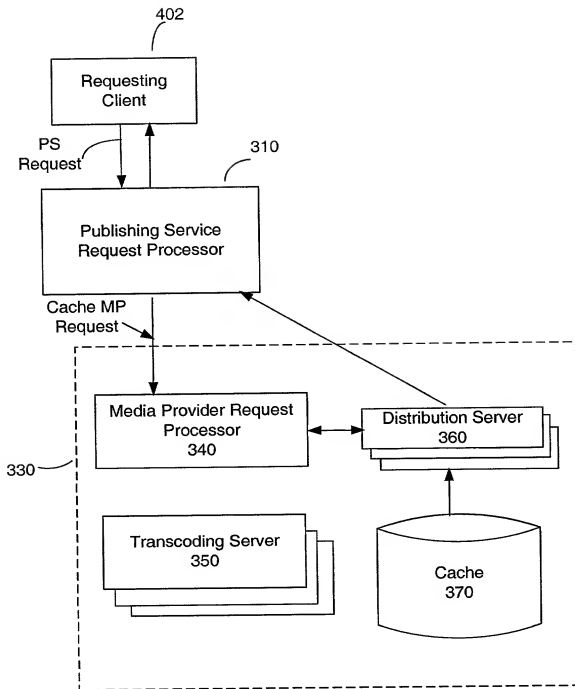 402
Requesting
Client
PS
Request
310
Publishing Service
Request Processor
Cache MP
Request
Media Provider Request
Processor
340
Distribution Server
360
330
Transcoding Server
350
Cache
370